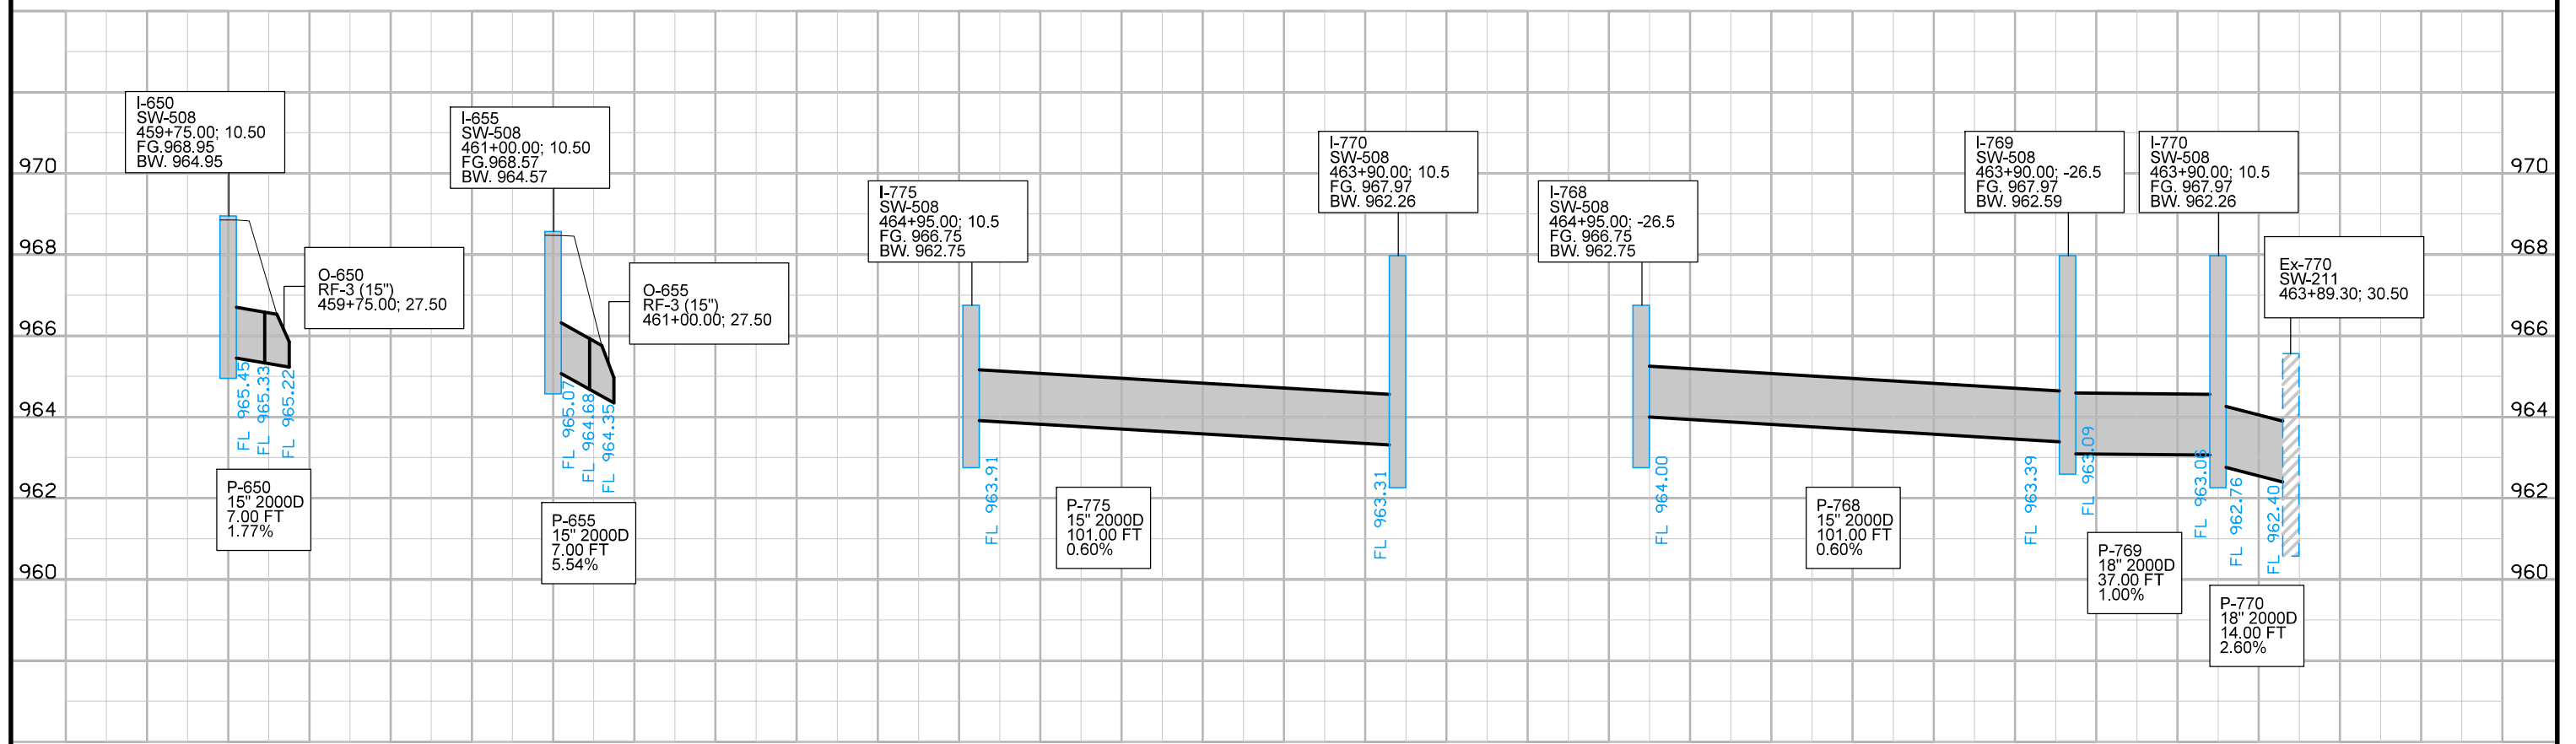 I-650
SW-508
459+75.00; 10.50
FG.968.95
BW. 964.95
I-655
SW-508
461+00.00; 10.50
FG.968.57
BW. 964.57
I-775
SW-508
464+95.00; 10.5
FG. 966.75
BW. 962.75
I-770
SW-508
463+90.00; 10.5
FG. 967.97
BW. 962.26
I-768
SW-508
464+95.00; -26.5
FG. 966.75
BW. 962.75
I-769
SW-508
463+90.00; -26.5
FG. 967.97
BW. 962.59
I-770
SW-508
463+90.00; 10.5
FG. 967.97
BW. 962.26
Ex-770
SW-211
463+89.30; 30.50
O-650
RF-3 (15")
459+75.00; 27.50
O-655
RF-3 (15")
461+00.00; 27.50
970
968
966
964
962
960
970
968
966
964
962
960
FL 965.45
FL 965.33
FL 965.22
FL 965.07
FL 964.68
FL 964.35
FL 963.91
FL 963.31
FL 964.00
FL 963.39
FL 963.09
FL 963.06
FL 962.76
FL 962.40
P-650
15" 2000D
7.00 FT
1.77%
P-655
15" 2000D
7.00 FT
5.54%
P-775
15" 2000D
101.00 FT
0.60%
P-768
15" 2000D
101.00 FT
0.60%
P-769
18" 2000D
37.00 FT
1.00%
P-770
18" 2000D
14.00 FT
2.60%